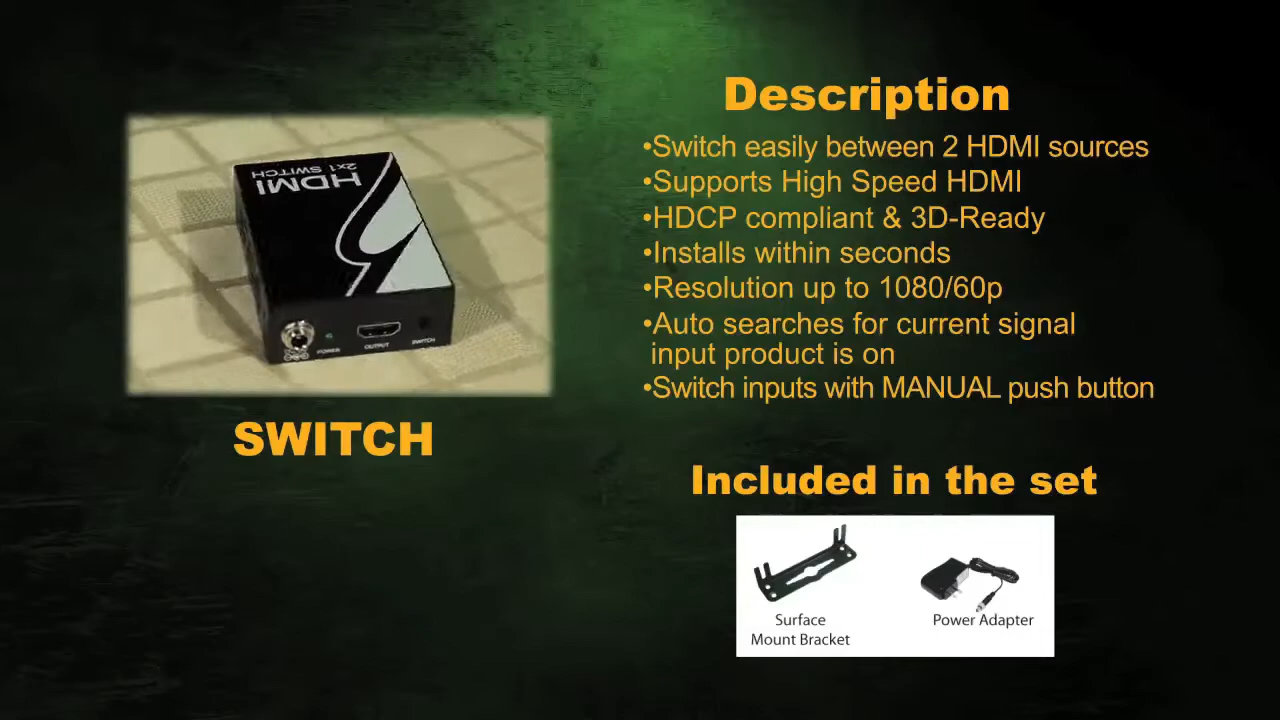 HDMI
2x1 SWITCH
POWER
OUTPUT
SWITCH
SWITCH
Description
•Switch easily between 2 HDMI sources
•Supports High Speed HDMI
•HDCP compliant & 3D-Ready
•Installs within seconds
•Resolution up to 1080/60p
•Auto searches for current signal
input product is on
•Switch inputs with MANUAL push button
Included in the set
Surface
Mount Bracket
Power Adapter